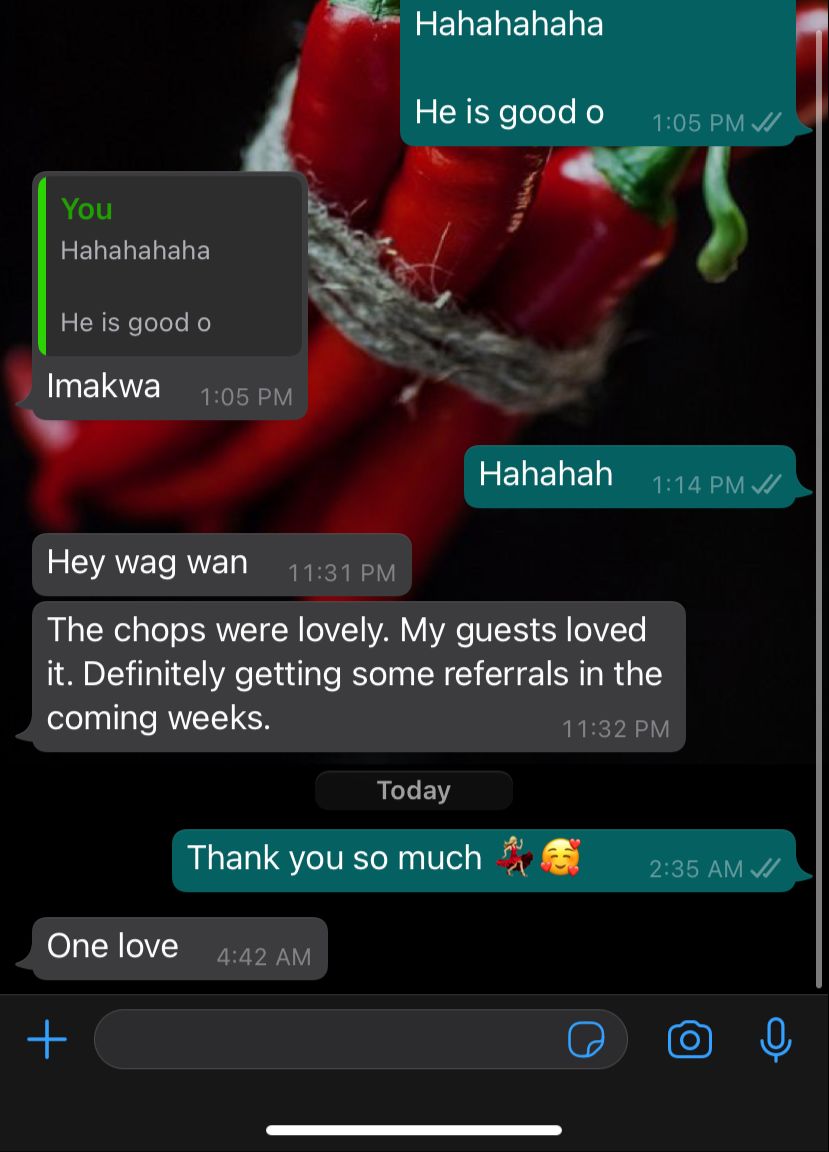 Hahahahaha
He is good o 1:05 PM
You
Hahahahaha
He is good o
Imakwa 1:05 PM
Hahahah 1:14 PM
Hey wag wan 11:31 PM
The chops were lovely. My guests loved
it. Definitely getting some referrals in the
coming weeks. 11:32 PM
Today
Thank you so much 💃🥰 2:35 AM
One love 4:42 AM